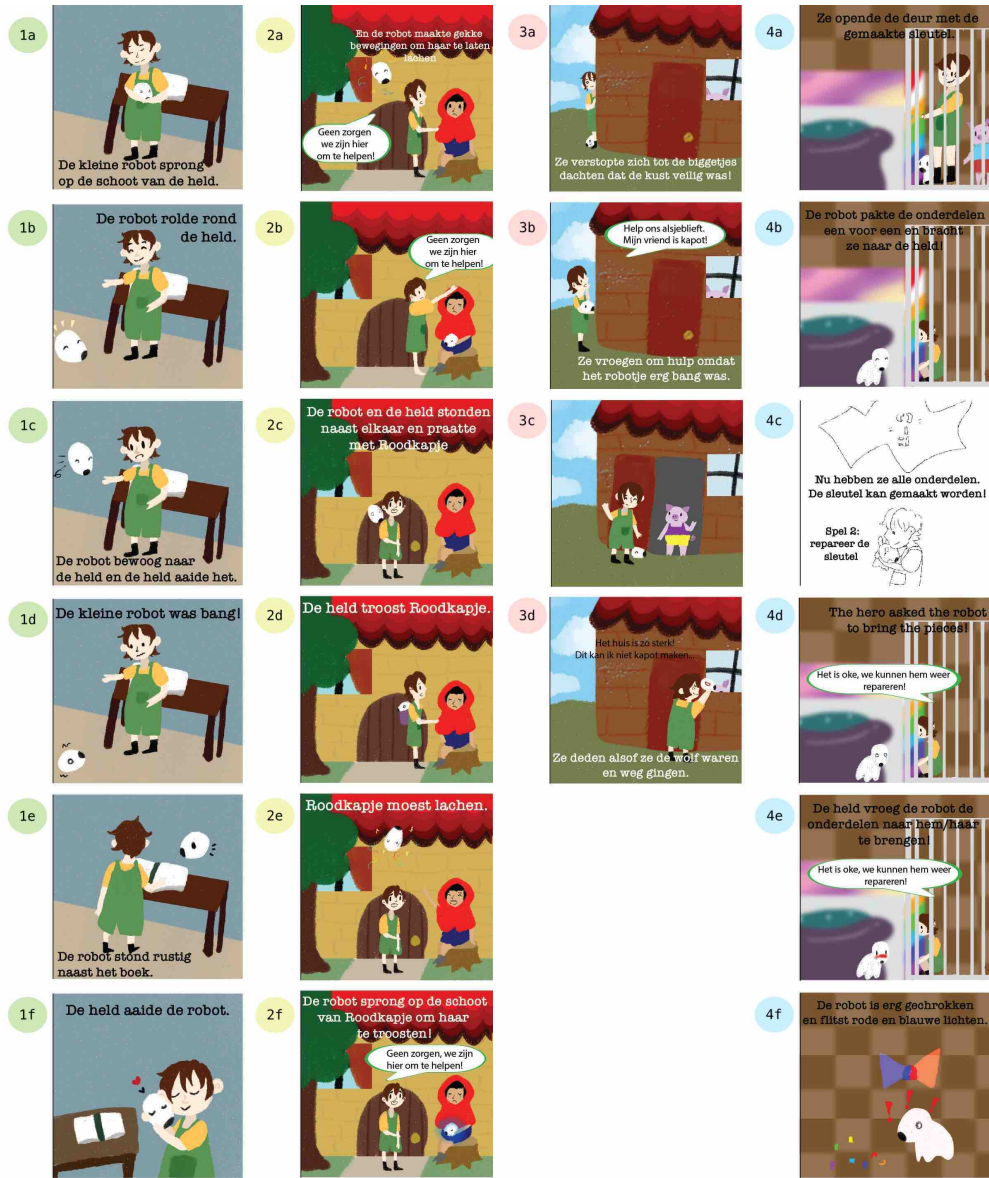 1a
De kleine robot sprong
op de schoot van de held.
2a
En de robot maakte gekke
bewegingen om haar te laten
lachen
Geen zorgen
we zijn hier
om te helpen!
3a
Ze verstopte zich tot de biggetjes
dachten dat de kust veilig was!
4a
Ze opende de deur met de
gemaakte sleutel.
1b
De robot rolde rond
de held.
2b
Geen zorgen
we zijn hier
om te helpen!
3b
Help ons alsjeblieft.
Mijn vriend is kapot!
Ze vroegen om hulp omdat
het robotje erg bang was.
4b
De robot pakte de onderdelen
een voor een en bracht
ze naar de held!
1c
De robot bewoog naar
de held en de held aaide het.
2c
De robot en de held stonden
naast elkaar en praatte
met Roodkapje
3c
4c
Nu hebben ze alle onderdelen.
De sleutel kan gemaakt worden!
Spel 2:
repareer de
sleutel
1d
De kleine robot was bang!
2d
De held troost Roodkapje.
3d
Het huis is zo sterk!
Dit kan ik niet kapot maken...
Ze deden alsof ze de wolf waren
en weg gingen.
4d
The hero asked the robot
to bring the pieces!
Het is oke, we kunnen hem weer
repareren!
1e
De robot stond rustig
naast het boek.
2e
Roodkapje moest lachen.
4e
De held vroeg de robot de
onderdelen naar hem/haar
te brengen!
Het is oke, we kunnen hem weer
repareren!
1f
De held aaide de robot.
2f
De robot sprong op de schoot
van Roodkapje om haar
te troosten!
Geen zorgen, we zijn
hier om te helpen!
4f
De robot is erg gechrokken
en flitst rode en blauwe lichten.